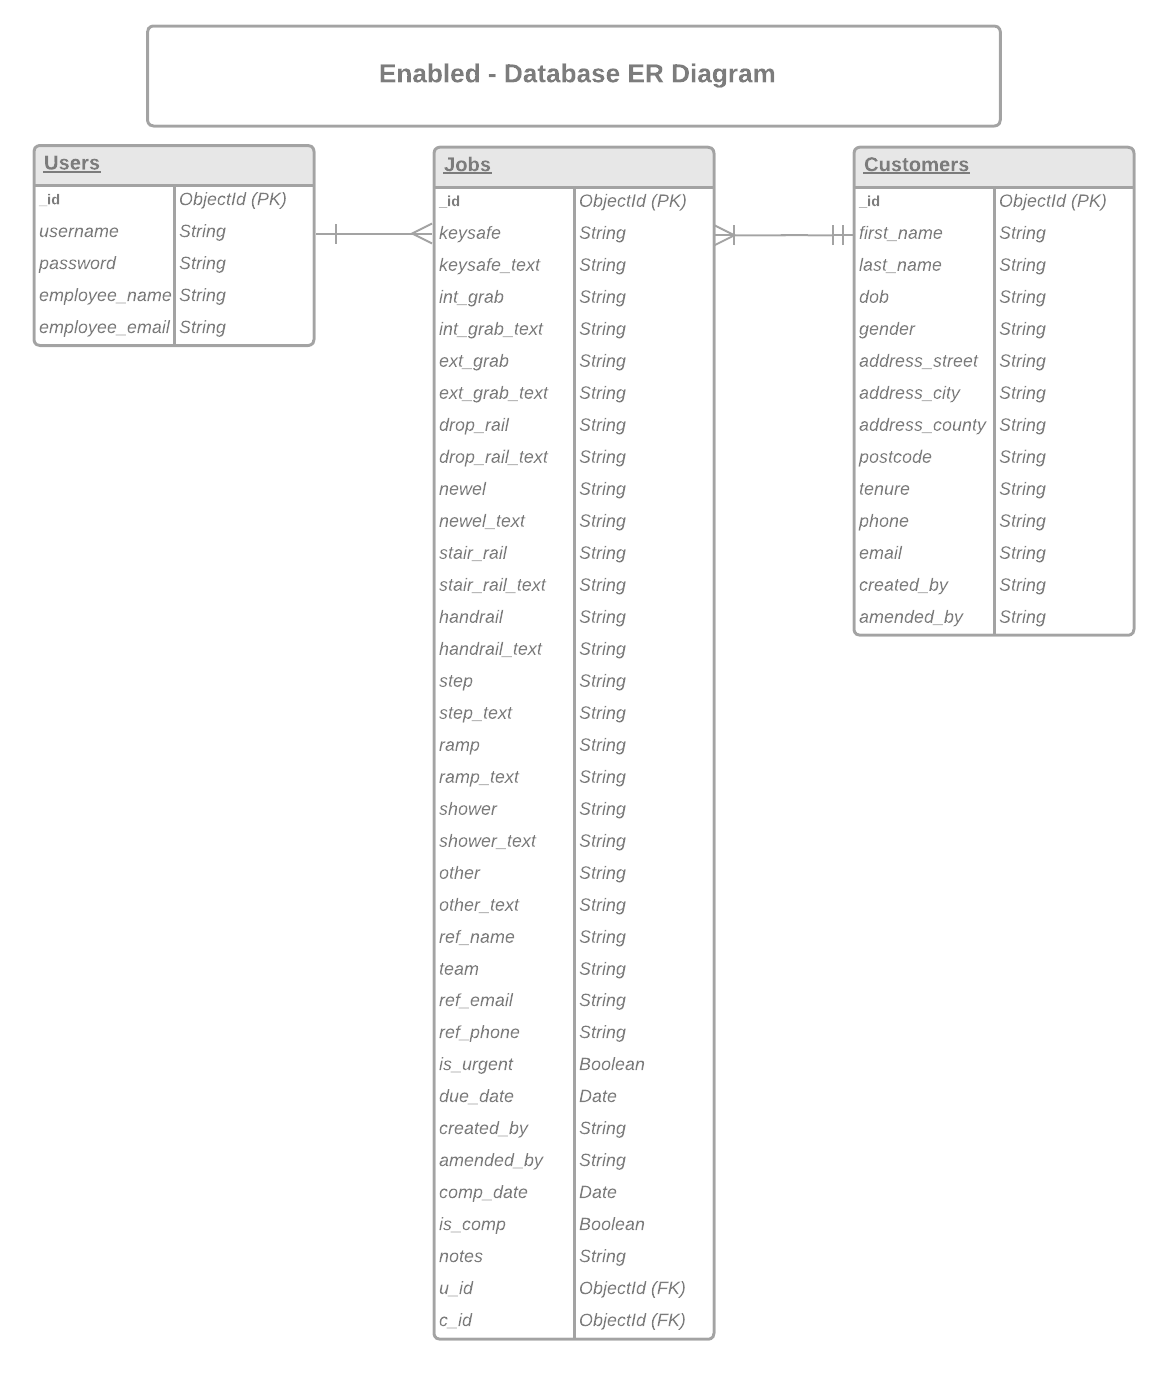 Enabled - Database ER Diagram
Users
_id ObjectId (PK)
username String
password String
employee_name String
employee_email String
Jobs
_id ObjectId (PK)
keysafe String
keysafe_text String
int_grab String
int_grab_text String
ext_grab String
ext_grab_text String
drop_rail String
drop_rail_text String
newel String
newel_text String
stair_rail String
stair_rail_text String
handrail String
handrail_text String
step String
step_text String
ramp String
ramp_text String
shower String
shower_text String
other String
other_text String
ref_name String
team String
ref_email String
ref_phone String
is_urgent Boolean
due_date Date
created_by String
amended_by String
comp_date Date
is_comp Boolean
notes String
u_id ObjectId (FK)
c_id ObjectId (FK)
Customers
_id ObjectId (PK)
first_name String
last_name String
dob String
gender String
address_street String
address_city String
address_county String
postcode String
tenure String
phone String
email String
created_by String
amended_by String